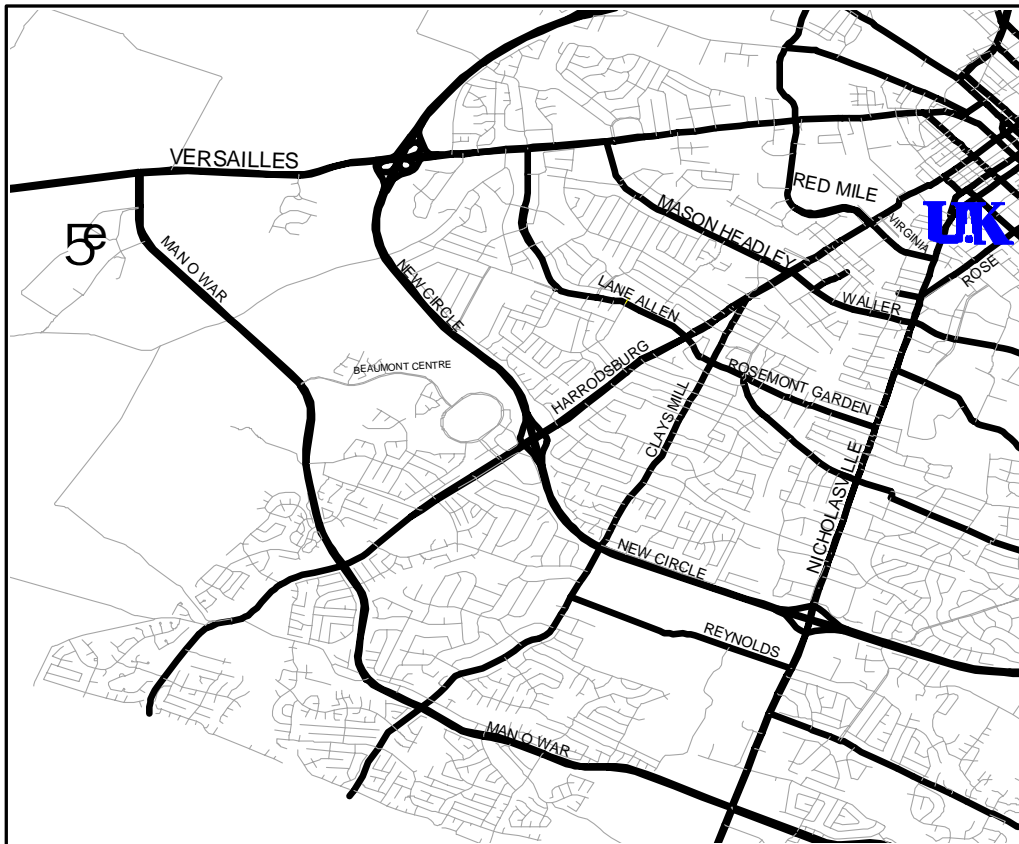 VERSAILLES
RED MILE
MASON HEADLEY
VIRGINIA
UK
ROSE
5e
MAN O WAR
NEW CIRCLE
LANE ALLEN
WALLER
HARRODSBURG
BEAUMONT CENTRE
ROSEMONT GARDEN
CLAYS MILL
NICHOLASVILLE
NEW CIRCLE
REYNOLDS
MAN O WAR